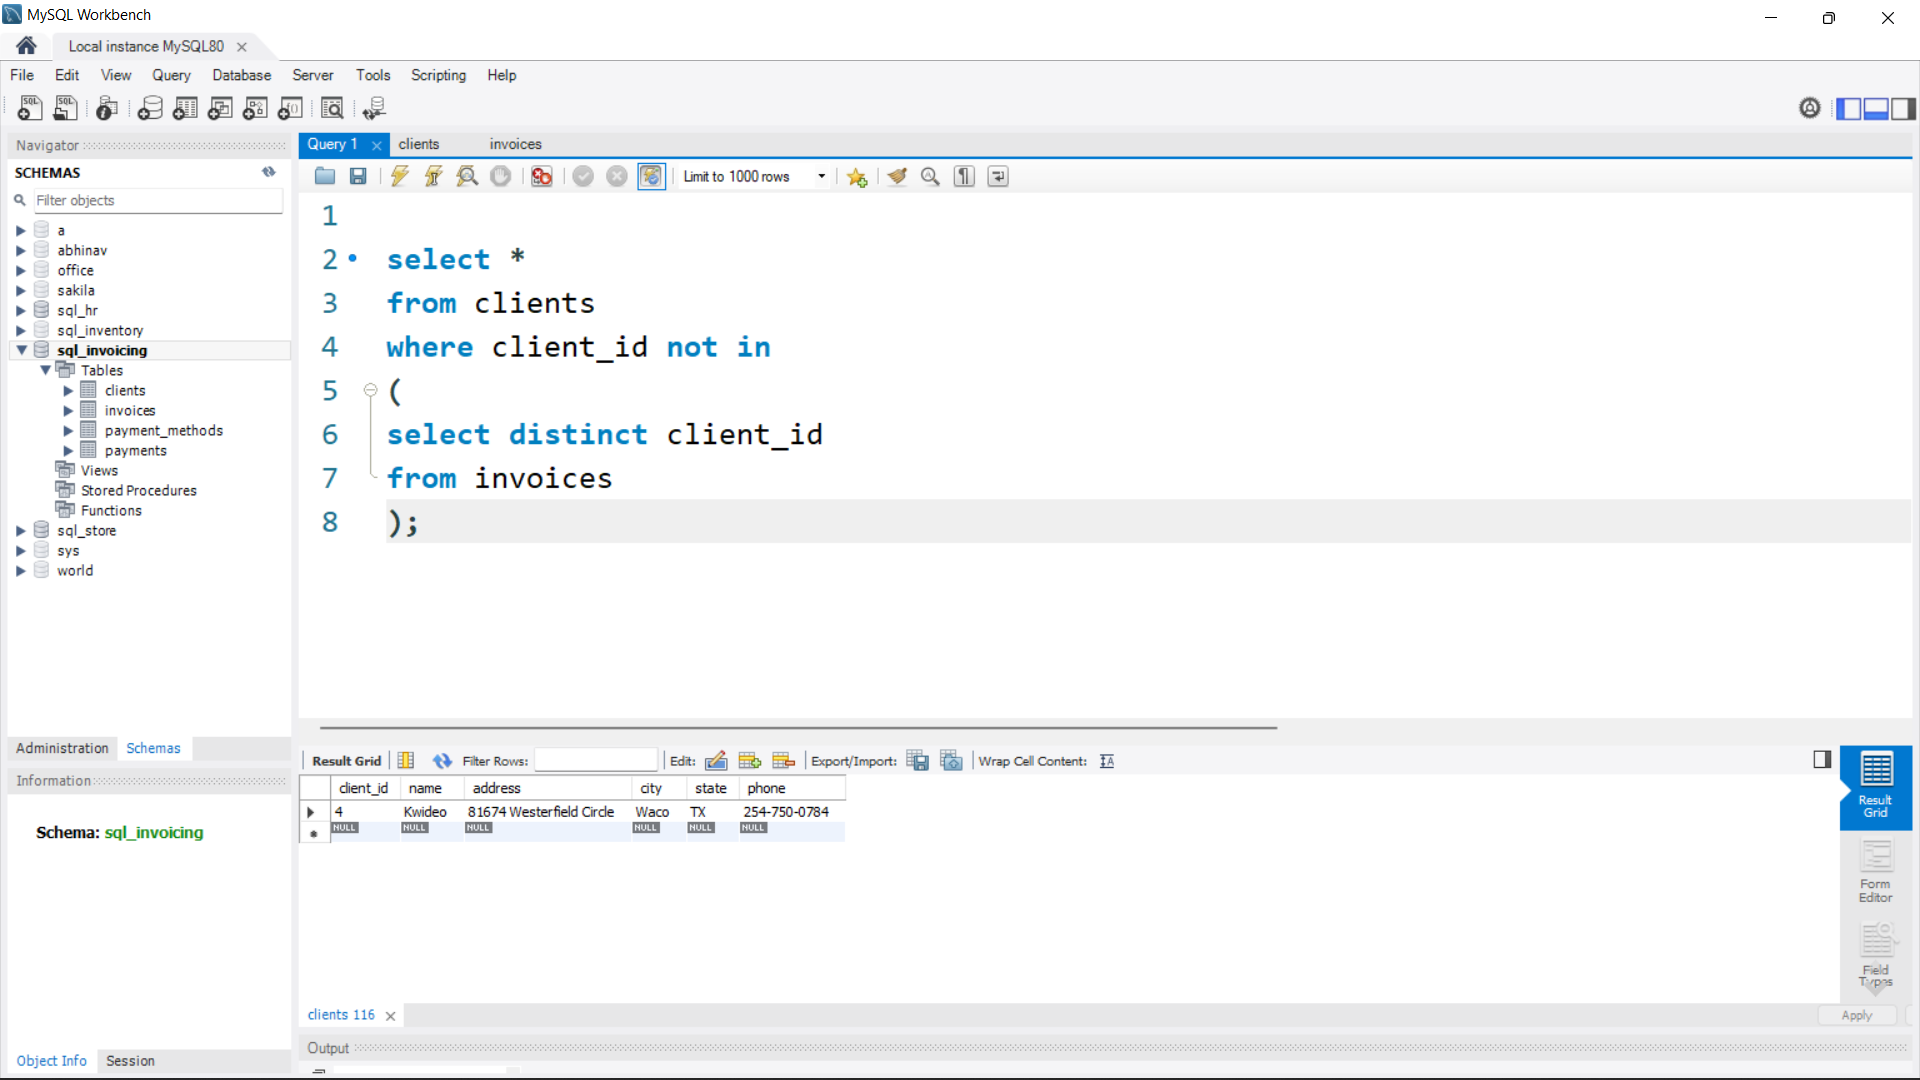 MySQL Workbench
Local instance MySQL80
File Edit View Query Database Server Tools Scripting Help
Navigator
SCHEMAS
Filter objects
a
abhinav
office
sakila
sql_hr
sql_inventory
sql_invoicing
Tables
clients
invoices
payment_methods
payments
Views
Stored Procedures
Functions
sql_store
sys
world
Administration Schemas
Information
Schema: sql_invoicing
Object Info Session
Query 1 clients invoices
Limit to 1000 rows
1
2 select *
3 from clients
4 where client_id not in
5 (
6 select distinct client_id
7 from invoices
8 );
Result Grid Filter Rows: Edit: Export/Import: Wrap Cell Content:
client_id name address city state phone
4 Kwideo 81674 Westerfield Circle Waco TX 254-750-0784
NULL NULL NULL NULL NULL NULL
Result
Grid
Form
Editor
Field
Types
clients 116
Apply
Output